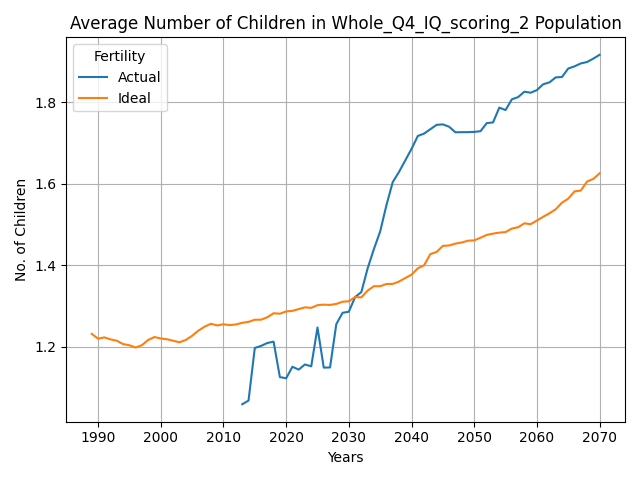 Average Number of Children in Whole_Q4_IQ_scoring_2 Population
Fertility
Actual
Ideal
No. of Children
1.8
1.6
1.4
1.2
1990 2000 2010 2020 2030 2040 2050 2060 2070
Years